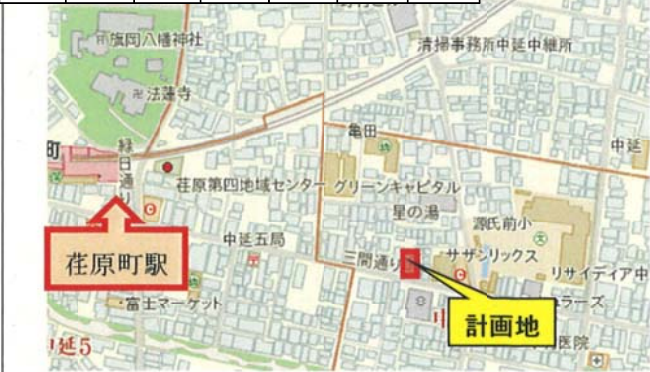 旗岡八幡神社
法蓮寺
清掃事務所中延中継所
亀田
中延
町
縁日通り
荏原第四地域センター
グリーンキャピタル
星の湯
源氏前小
荏原町駅
中延五局
三間通り
サザンリックス
リサイティア中
富士マーケット
計画地
ラーズ
医院
延5